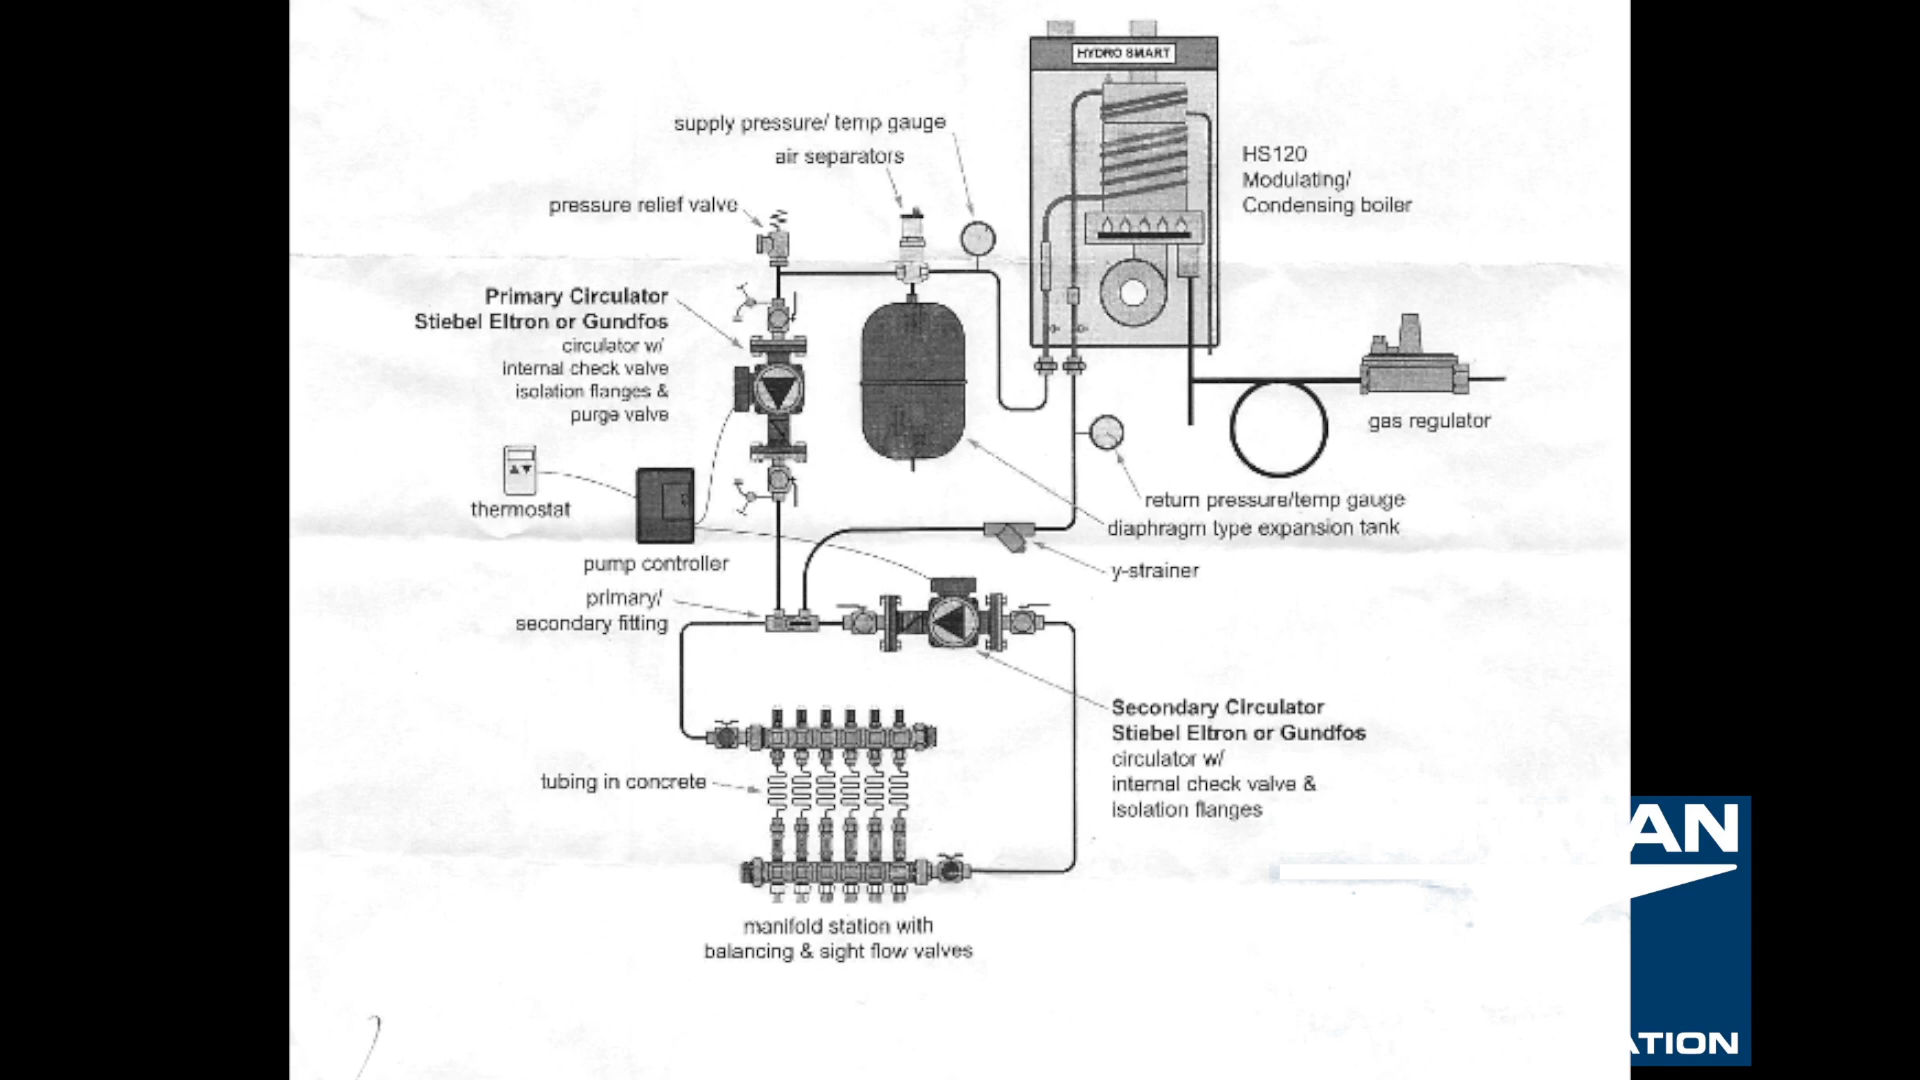 HYDRO SMART
supply pressure/ temp gauge
air separators
pressure relief valve
HS120
Modulating/
Condensing boiler
Primary Circulator
Stiebel Eltron or Gundfos
circulator w/
internal check valve
isolation flanges &
purge valve
gas regulator
thermostat
return pressure/temp gauge
diaphragm type expansion tank
pump controller
y-strainer
primary/
secondary fitting
Secondary Circulator
Stiebel Eltron or Gundfos
circulator w/
internal check valve &
isolation flanges
tubing in concrete
manifold station with
balancing & sight flow valves
AN
ATION